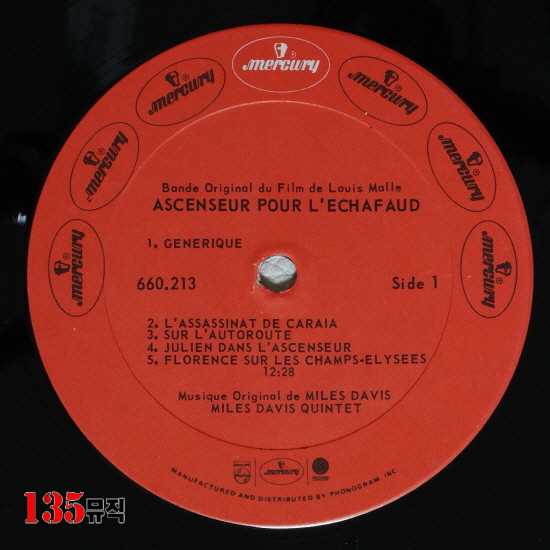 mercury
mercury
mercury
mercury
mercury
mercury
mercury
Bande Original du Film de Louis Malle
ASCENSEUR POUR L'ECHAFAUD
1. GENERIQUE
660.213 Side 1
2. L'ASSASSINAT DE CARAIA
3. SUR L'AUTOROUTE
4. JULIEN DANS L'ASCENSEUR
5. FLORENCE SUR LES CHAMPS-ELYSEES
12:28
Musique Original de MILES DAVIS
MILES DAVIS QUINTET
mercury
MANUFACTURED AND DISTRIBUTED BY PHONOGRAM, INC
135뮤직